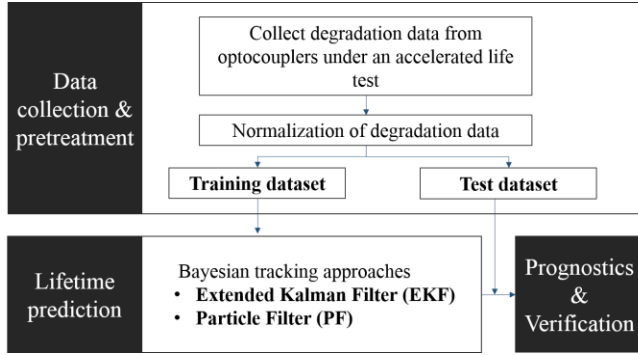 Data
collection &
pretreatment
Collect degradation data from
optocouplers under an accelerated life
test
Normalization of degradation data
Training dataset
Test dataset
Lifetime
prediction
Bayesian tracking approaches
• Extended Kalman Filter (EKF)
• Particle Filter (PF)
Prognostics
&
Verification